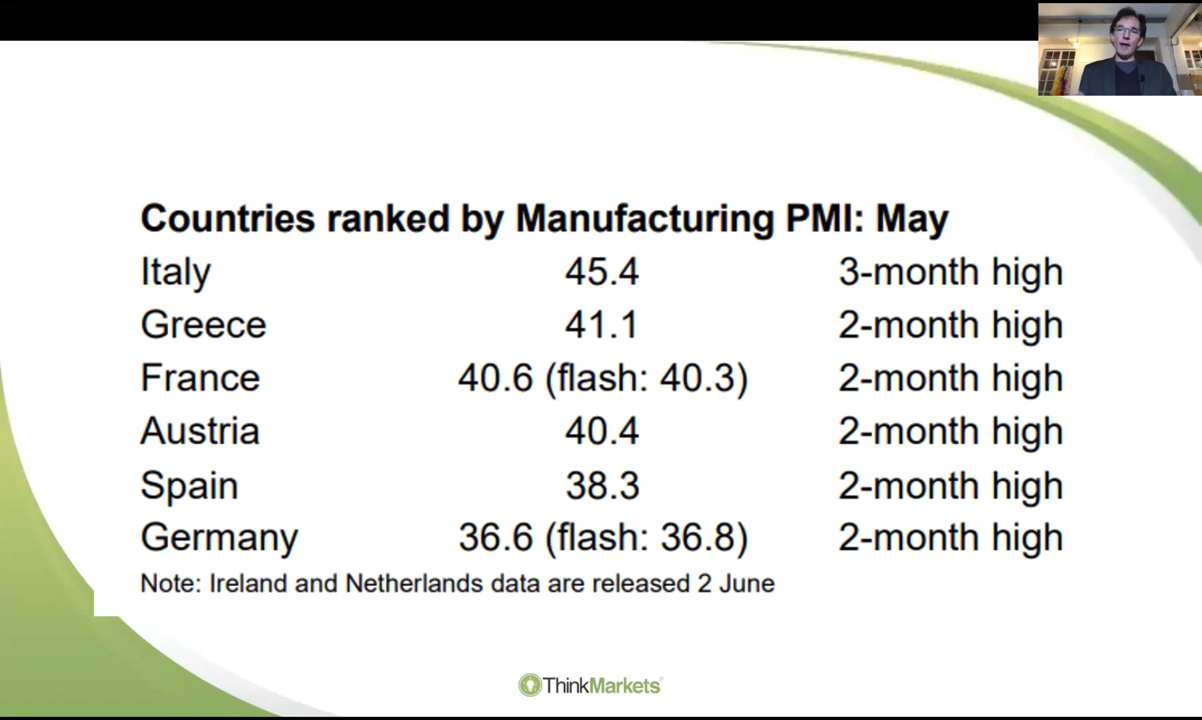 Countries ranked by Manufacturing PMI: May
Italy 45.4 3-month high
Greece 41.1 2-month high
France 40.6 (flash: 40.3) 2-month high
Austria 40.4 2-month high
Spain 38.3 2-month high
Germany 36.6 (flash: 36.8) 2-month high
Note: Ireland and Netherlands data are released 2 June
ThinkMarkets